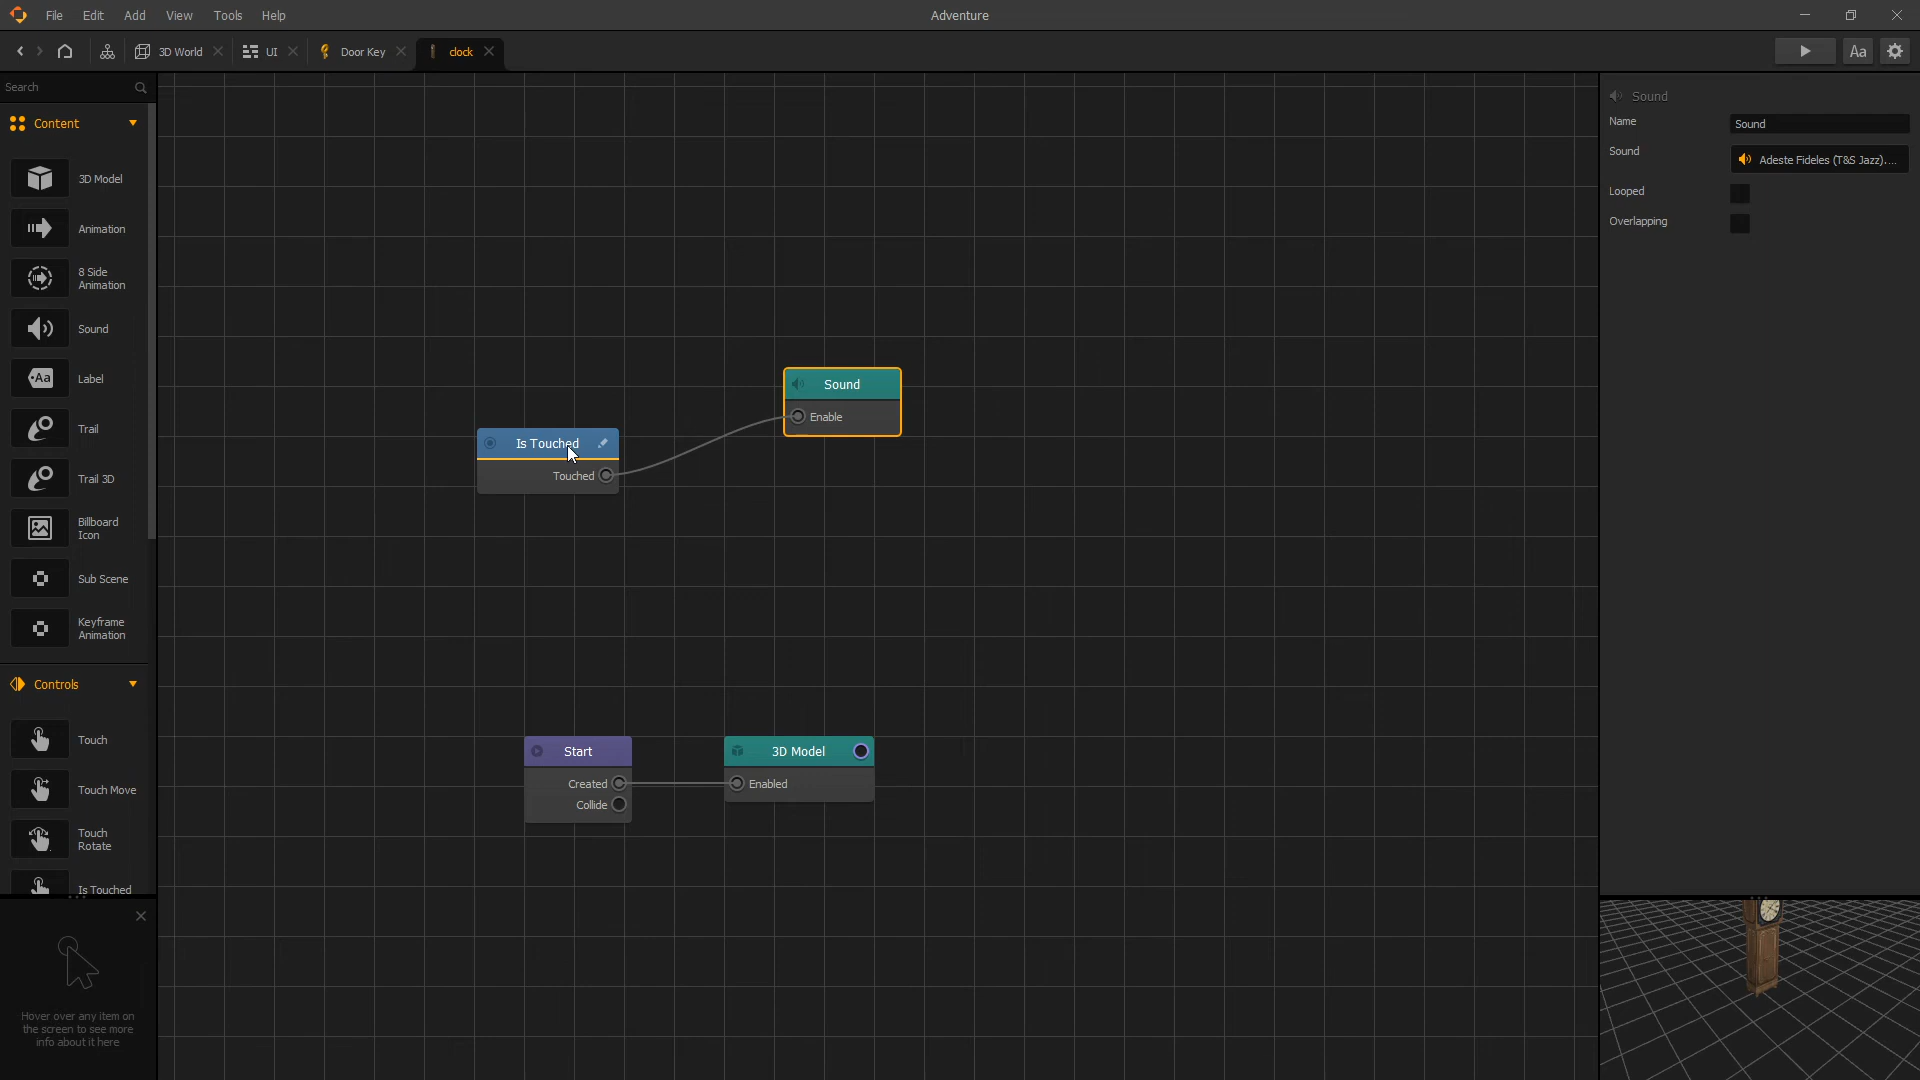 File Edit View Add Tools Help
Adventure
3D World
UI
Door Key
clock
Aa
Search
Content
3D Model
Animation
8 Side
Animation
Sound
Aa
Label
Trail
Trail 3D
Billboard
Icon
Sub Scene
Keyframe
Animation
Controls
Touch
Touch Move
Touch
Rotate
Is Touched
Hover over any item on
the screen to see more
info about it here
Sound
Enable
Is Touched
Touched
Start
Created
Collide
3D Model
Enabled
Sound
Name
Sound
Sound
Adeste Fideles (T&S Jazz)....
Looped
Overlapping